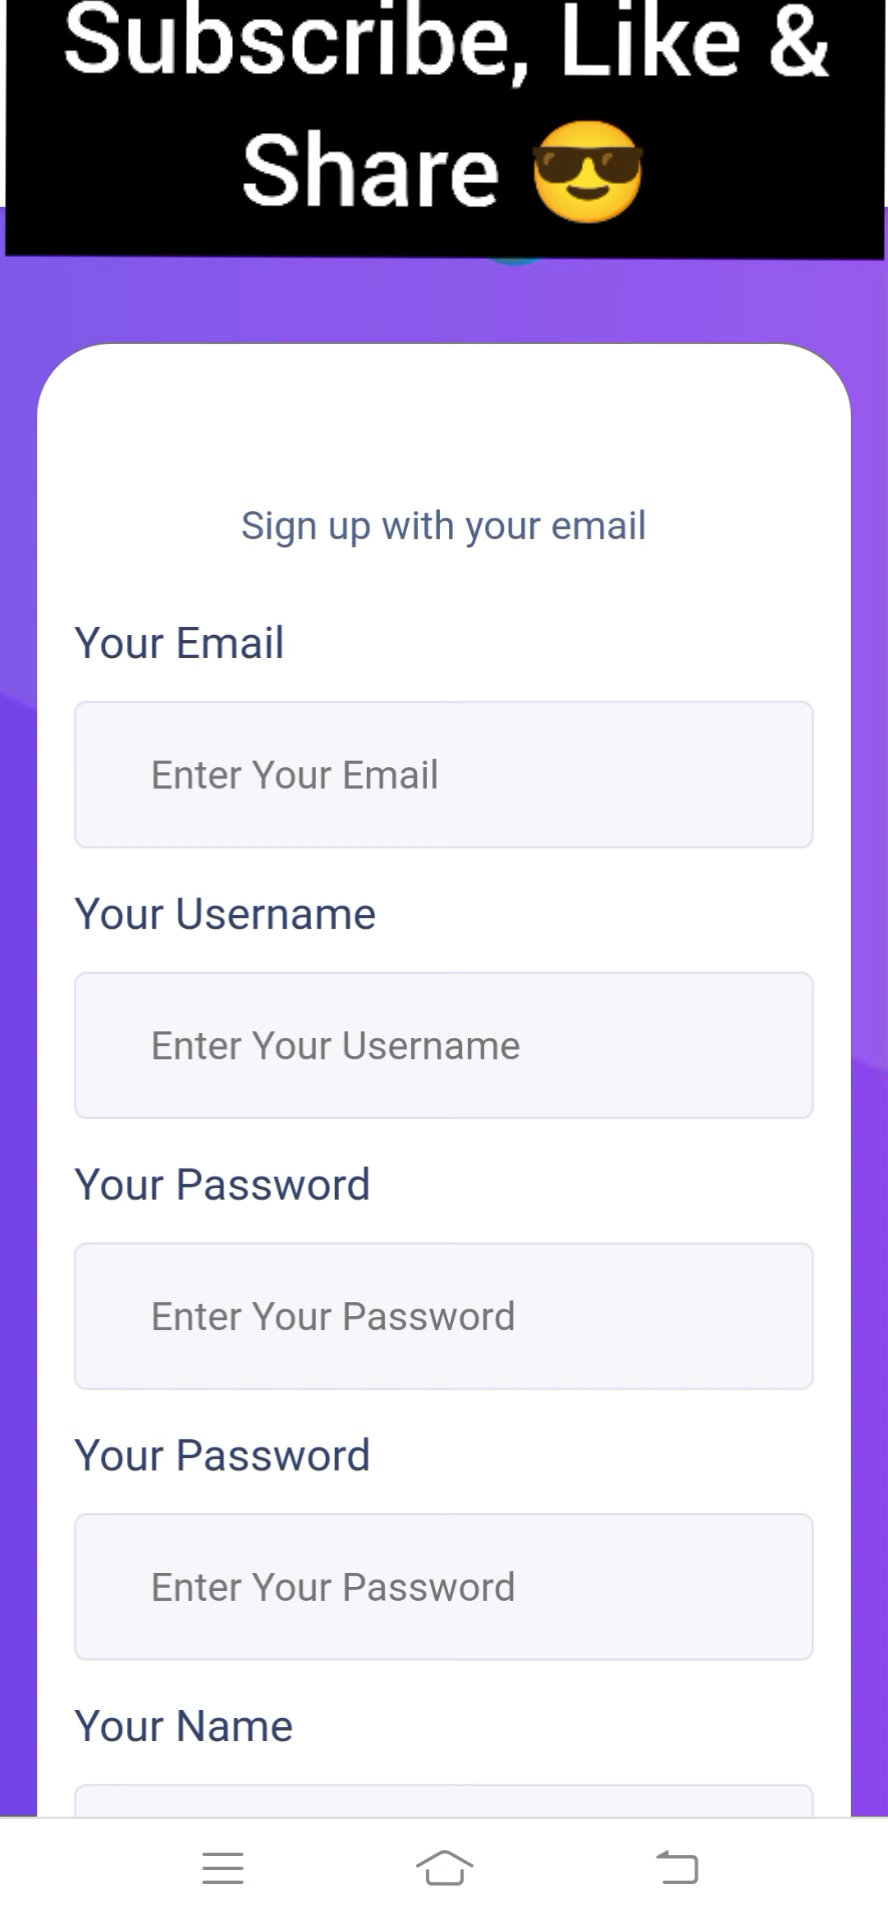 Subscribe, Like &
Share 😎
Sign up with your email
Your Email
Enter Your Email
Your Username
Enter Your Username
Your Password
Enter Your Password
Your Password
Enter Your Password
Your Name